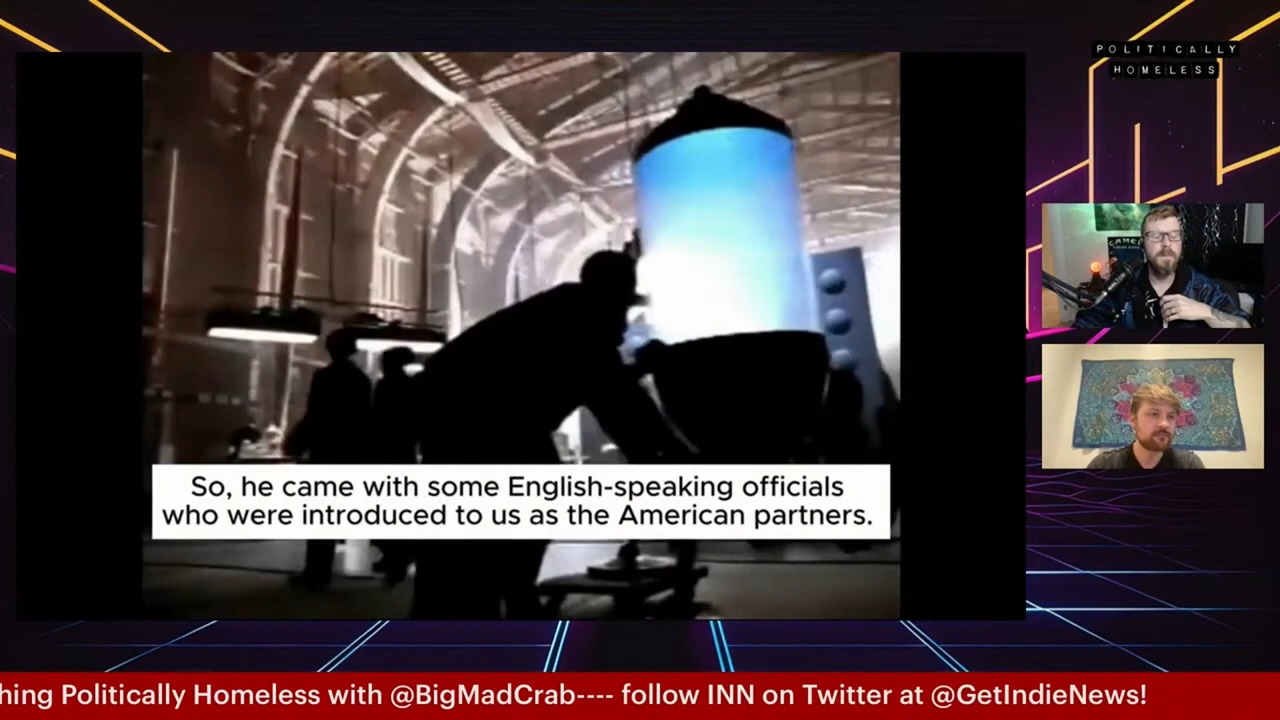 POLITICALLY
HOMELESS
CAMEL
So, he came with some English-speaking officials
who were introduced to us as the American partners.
hing Politically Homeless with @BigMadCrab---- follow INN on Twitter at @GetIndieNews!